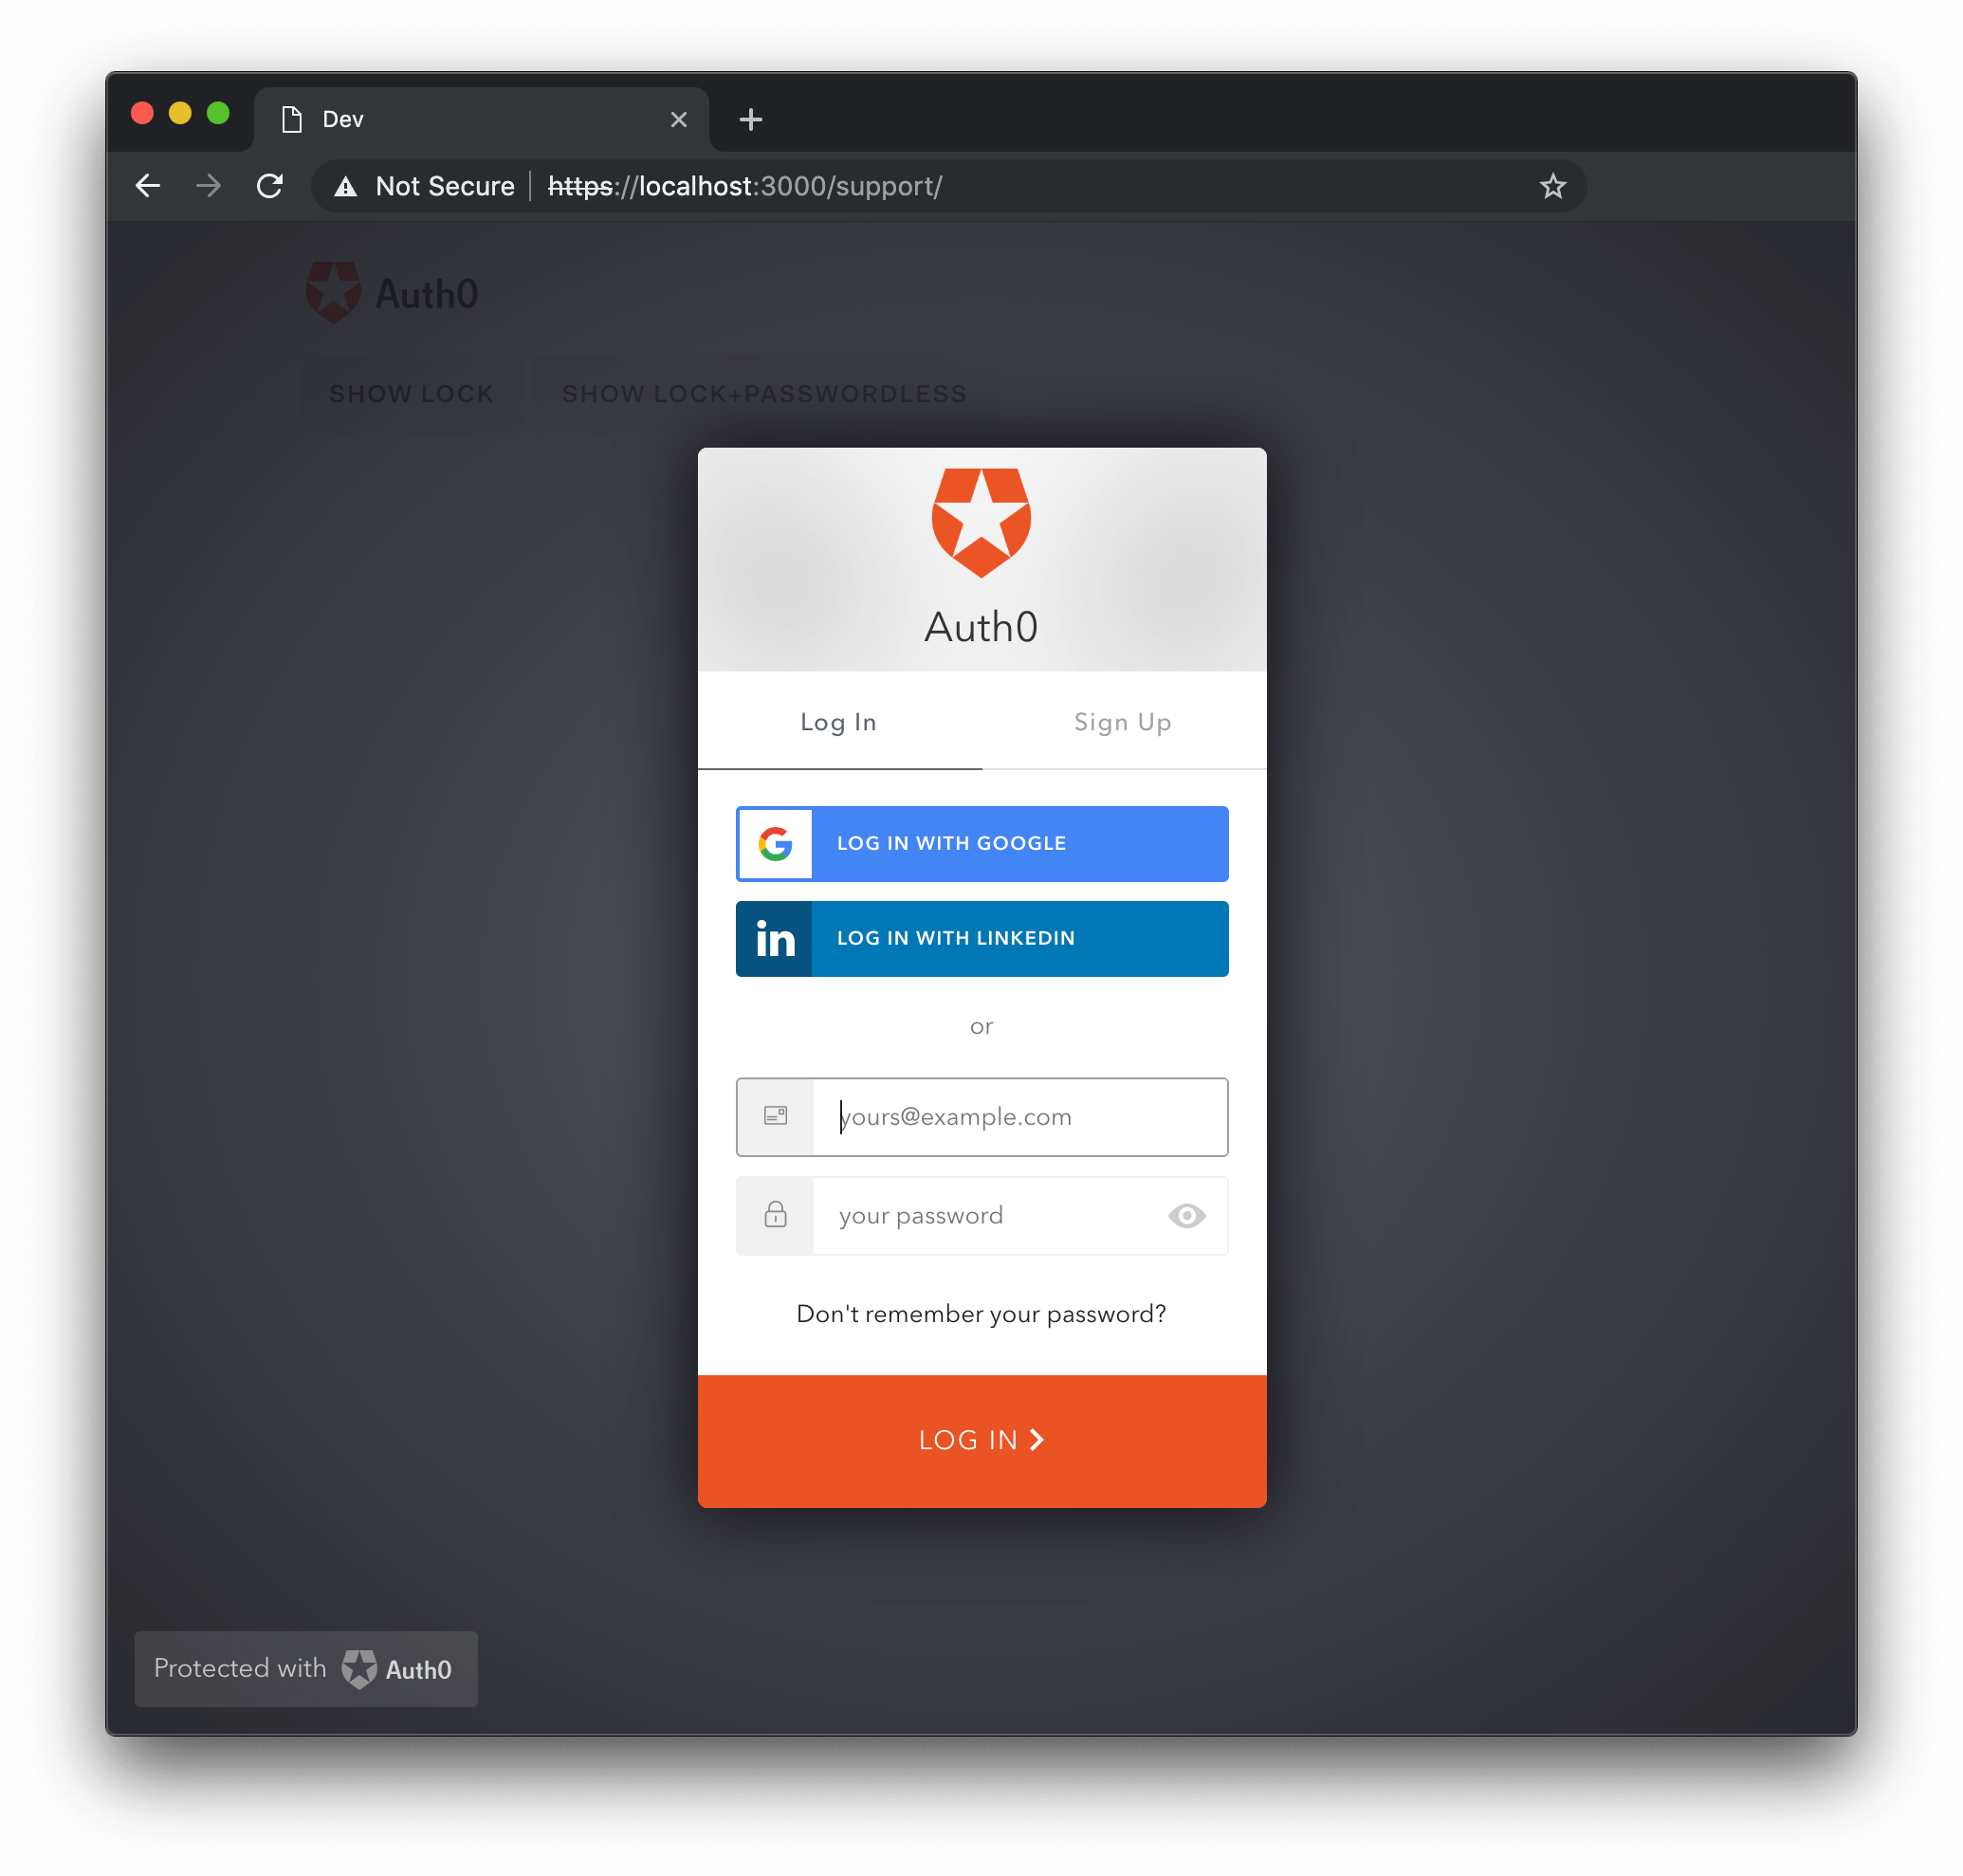 Dev
Not Secure https://localhost:3000/support/
Auth0
SHOW LOCK SHOW LOCK+PASSWORDLESS
Auth0
Log In Sign Up
LOG IN WITH GOOGLE
in LOG IN WITH LINKEDIN
or
yours@example.com
your password
Don't remember your password?
LOG IN
Protected with Auth0